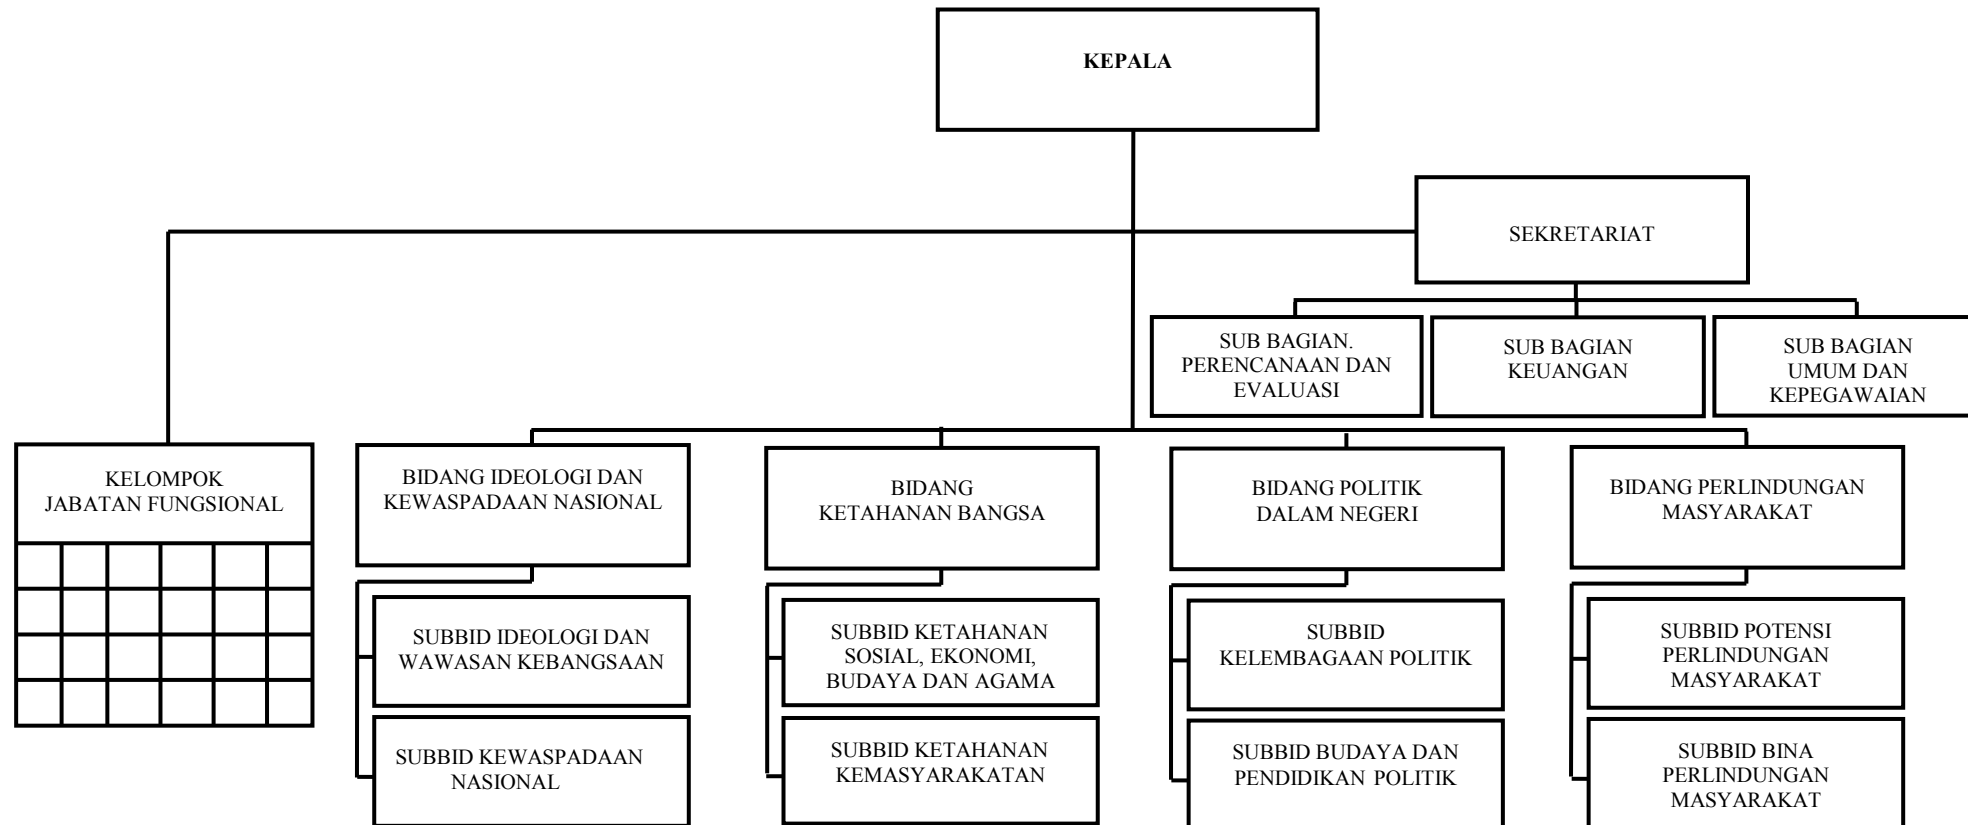 KEPALA
SEKRETARIAT
SUB BAGIAN.
PERENCANAAN DAN
EVALUASI
SUB BAGIAN
KEUANGAN
SUB BAGIAN
UMUM DAN
KEPEGAWAIAN
KELOMPOK
JABATAN FUNGSIONAL
BIDANG IDEOLOGI DAN
KEWASPADAAN NASIONAL
BIDANG
KETAHANAN BANGSA
BIDANG POLITIK
DALAM NEGERI
BIDANG PERLINDUNGAN
MASYARAKAT
SUBBID IDEOLOGI DAN
WAWASAN KEBANGSAAN
SUBBID KETAHANAN
SOSIAL, EKONOMI,
BUDAYA DAN AGAMA
SUBBID
KELEMBAGAAN POLITIK
SUBBID POTENSI
PERLINDUNGAN
MASYARAKAT
SUBBID KEWASPADAAN
NASIONAL
SUBBID KETAHANAN
KEMASYARAKATAN
SUBBID BUDAYA DAN
PENDIDIKAN POLITIK
SUBBID BINA
PERLINDUNGAN
MASYARAKAT